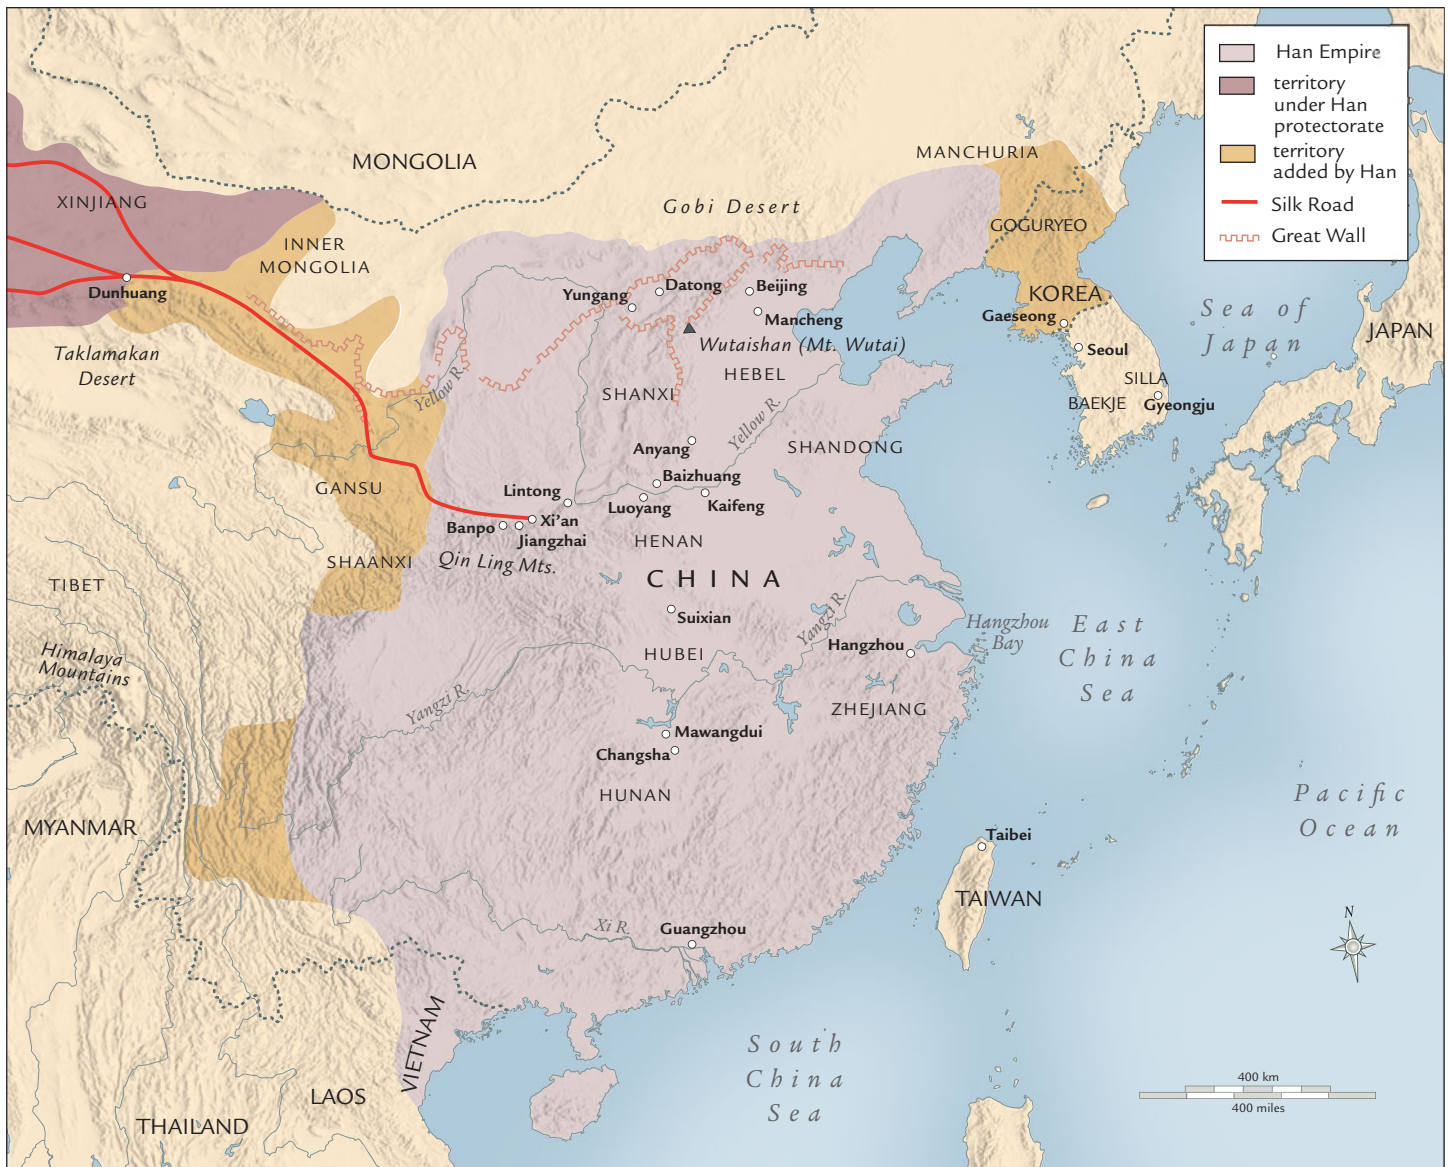 Han Empire
territory
under Han
protectorate
territory
added by Han
Silk Road
Great Wall
MONGOLIA
MANCHURIA
XINJIANG
Gobi Desert
GOGURYEO
INNER
MONGOLIA
Dunhuang
Yungang
Datong
Beijing
Mancheng
KOREA
Gaeseong
Sea of
Japan
JAPAN
Wutaishan (Mt. Wutai)
Seoul
Taklamakan
Desert
HEBEL
SILLA
Yellow R.
SHANXI
BAEKJE
Gyeongju
Yellow R.
Anyang
SHANDONG
Baizhuang
GANSU
Lintong
Luoyang
Kaifeng
Banpo
Xi'an
Jiangzhai
HENAN
SHAANXI
Qin Ling Mts.
CHINA
TIBET
Suixian
Yangzi R.
Hangzhou
Bay
East
China
Sea
Hangzhou
Himalaya
Mountains
HUBEI
Yangzi R.
ZHEJIANG
Mawangdui
Changsha
HUNAN
Pacific
Ocean
MYANMAR
Taibei
TAIWAN
Xi R.
Guangzhou
N
VIETNAM
South
China
Sea
LAOS
THAILAND
400 km
400 miles